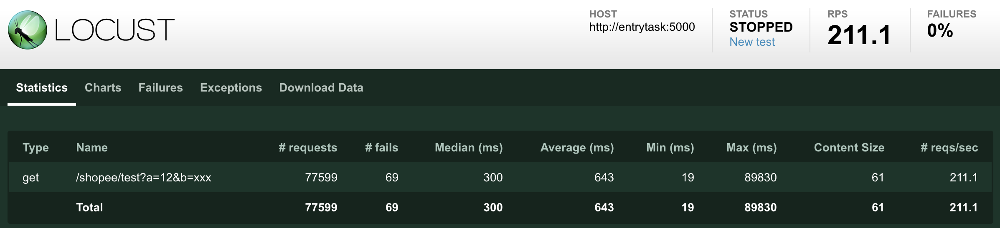 LOCUST
HOST
http://entrytask:5000
STATUS
STOPPED
New test
RPS
211.1
FAILURES
0%
Statistics Charts Failures Exceptions Download Data
Type Name # requests # fails Median (ms) Average (ms) Min (ms) Max (ms) Content Size # reqs/sec
get /shopee/test?a=12&b=xxx 77599 69 300 643 19 89830 61 211.1
Total 77599 69 300 643 19 89830 61 211.1